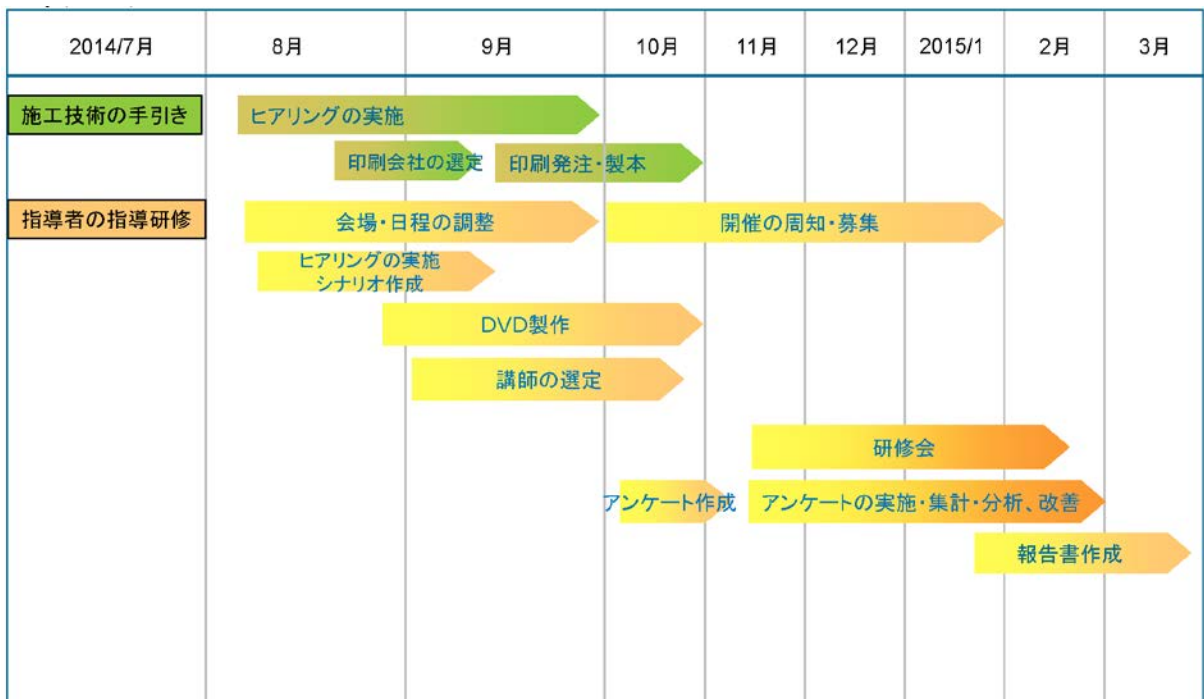 2014/7月
8月
9月
10月
11月
12月
2015/1
2月
3月
施工技術の手引き
ヒアリングの実施
印刷会社の選定
印刷発注・製本
指導者の指導研修
会場・日程の調整
開催の周知・募集
ヒアリングの実施
シナリオ作成
DVD製作
講師の選定
研修会
アンケート作成
アンケートの実施・集計・分析、改善
報告書作成